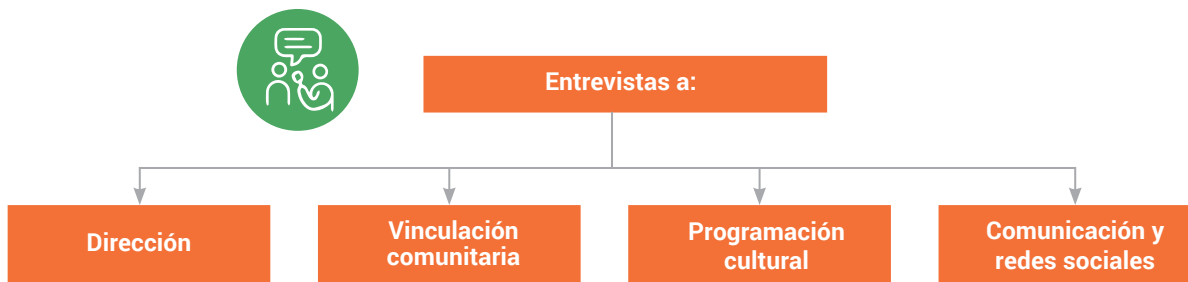 Entrevistas a:
Dirección
Vinculación
comunitaria
Programación
cultural
Comunicación y
redes sociales